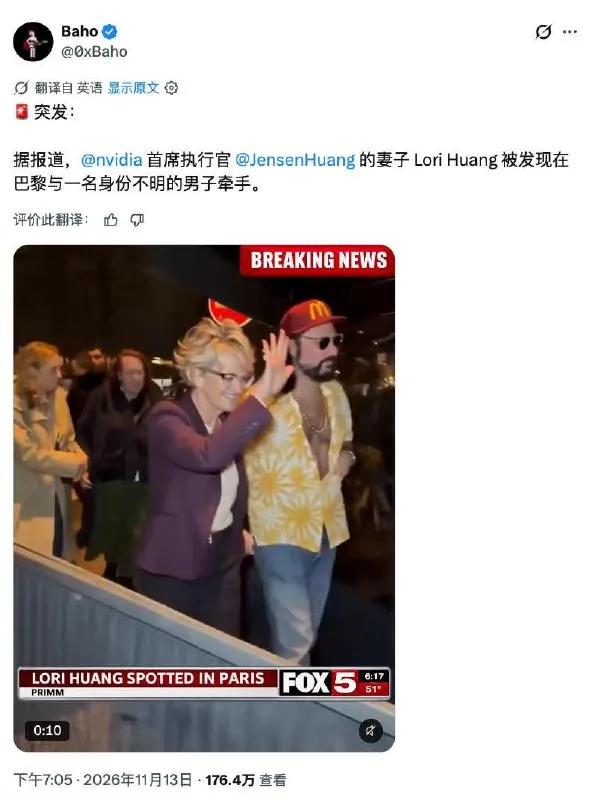 Baho
@0xBaho
翻译自 英语 显示原文
🚨 突发：
据报道，@nvidia 首席执行官 @JensenHuang 的妻子 Lori Huang 被发现在
巴黎与一名身份不明的男子牵手。
评价此翻译：
BREAKING NEWS
LORI HUANG SPOTTED IN PARIS
PRIMM
FOX 5
6:17
51°
0:10
下午7:05 · 2026年11月13日 · 176.4万 查看